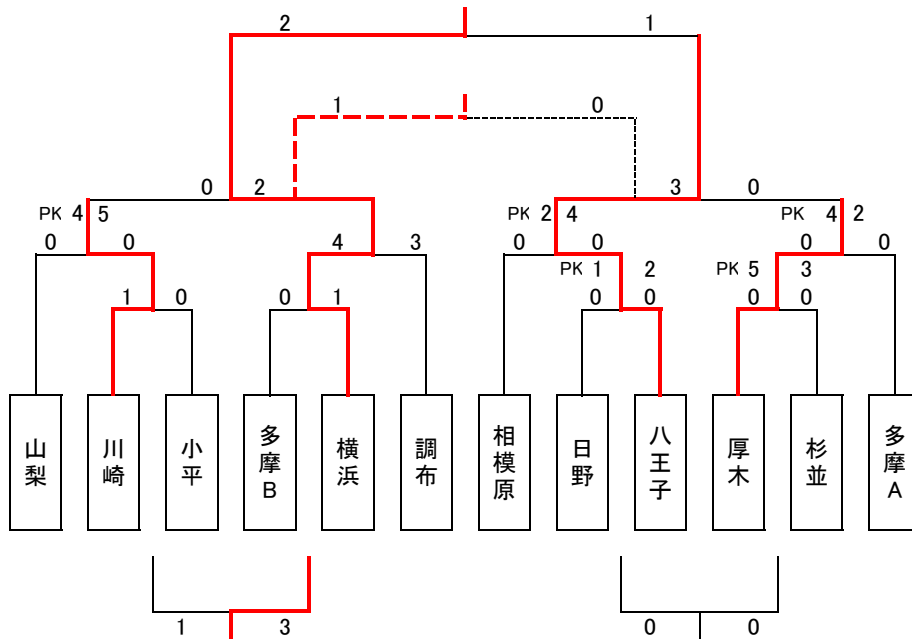 2 1
1 0
0 2 3 0
PK 4 5 PK 2 4 PK 4 2
0 0 4 3 0 0 0 0
PK 1 2 PK 5 3
1 0 0 1 0 0 0 0
山梨
川崎
小平
多摩B
横浜
調布
相模原
日野
八王子
厚木
杉並
多摩A
1 3 0 0